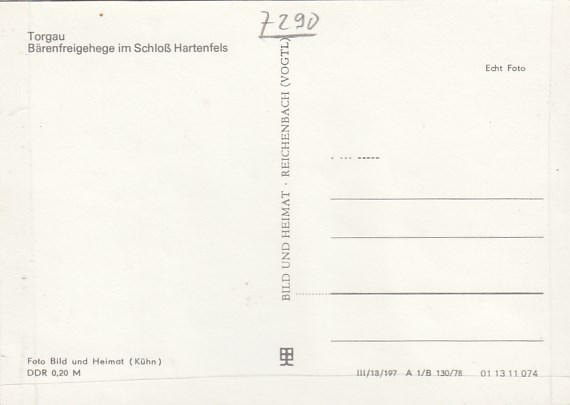 7290
Torgau
Bärenfreigehege im Schloß Hartenfels
Echt Foto
BILD UND HEIMAT · REICHENBACH (VOGTL)
Foto Bild und Heimat (Kühn)
DDR 0,20 M
III/18/197 A 1/B 130/78 01 13 11 074